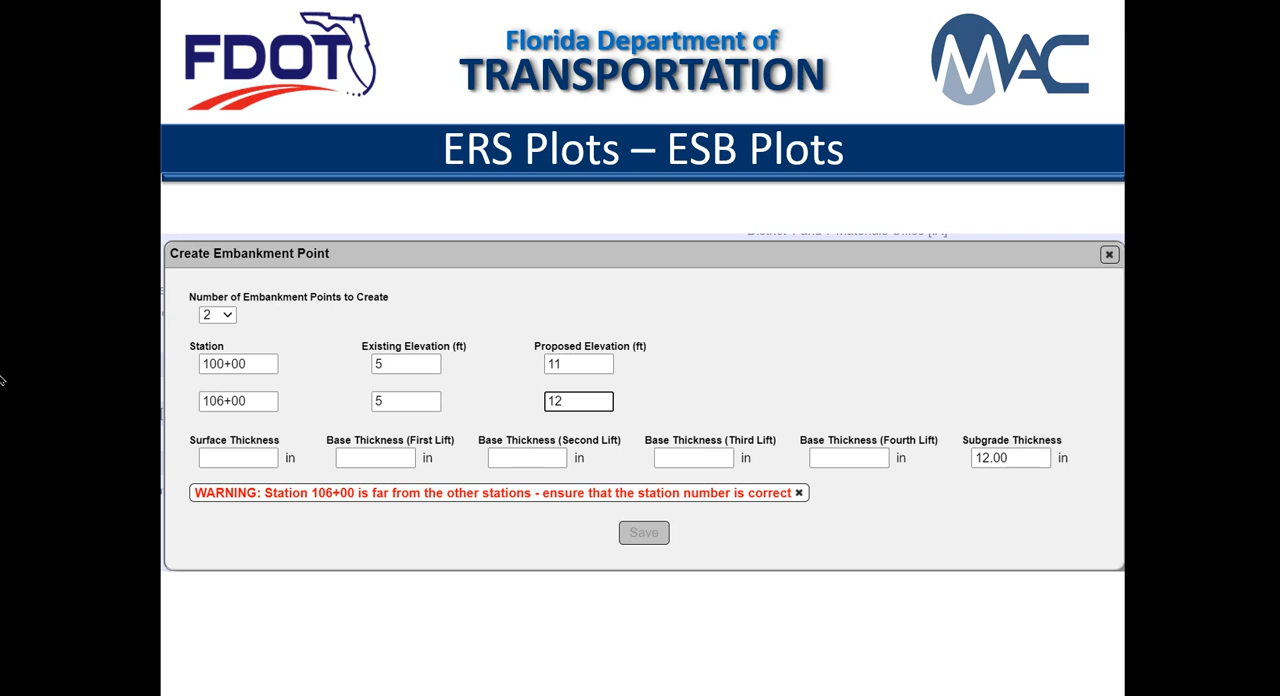 FDOT
Florida Department of
TRANSPORTATION
MAC
ERS Plots – ESB Plots
Create Embankment Point
Number of Embankment Points to Create
2
Station Existing Elevation (ft) Proposed Elevation (ft)
100+00 5 11
106+00 5 12
Surface Thickness Base Thickness (First Lift) Base Thickness (Second Lift) Base Thickness (Third Lift) Base Thickness (Fourth Lift) Subgrade Thickness
in in in in in 12.00 in
WARNING: Station 106+00 is far from the other stations - ensure that the station number is correct
Save